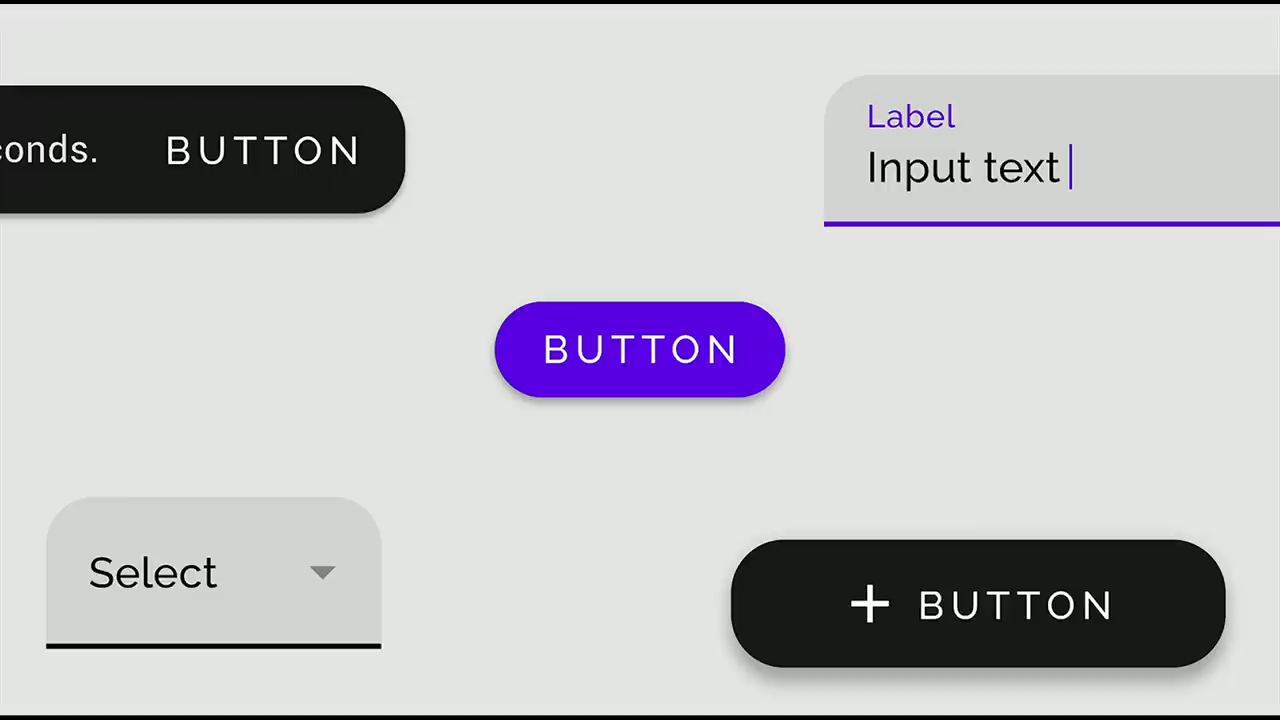 conds. BUTTON
Label
Input text
BUTTON
Select
+ BUTTON